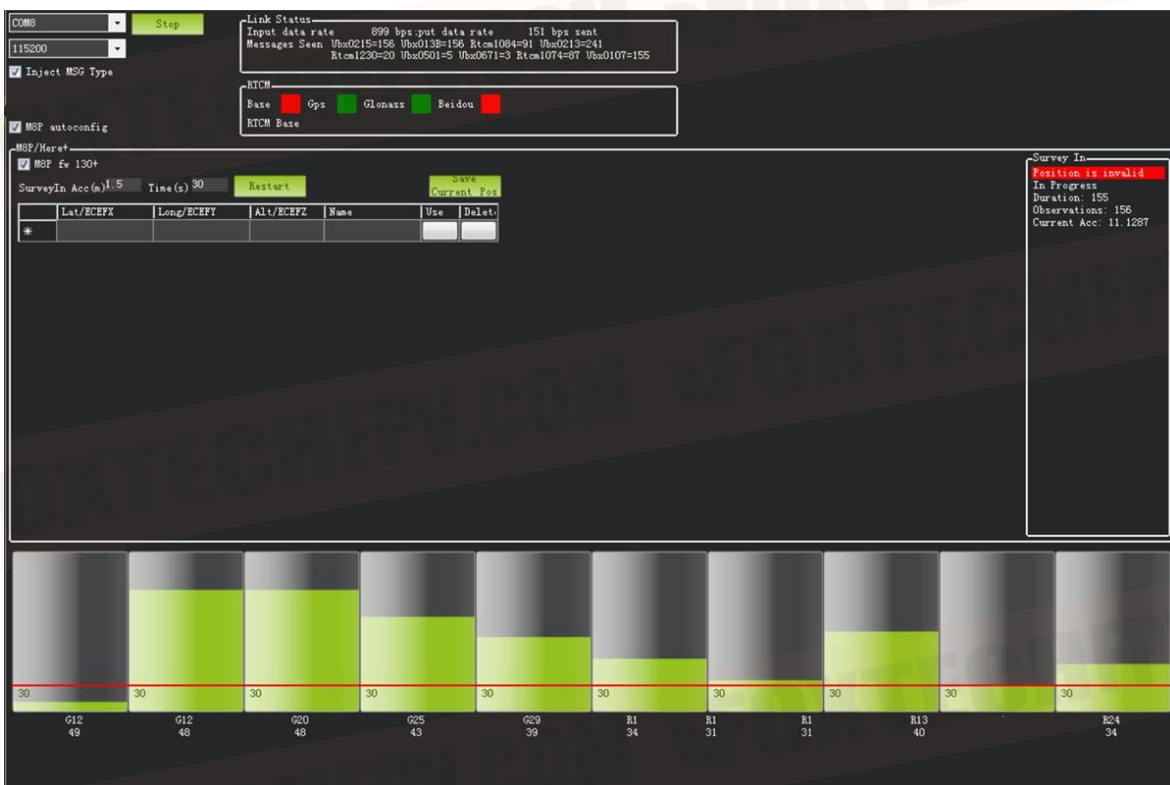 COM8
Stop
115200
Inject MSG Type
M8P autoconfig
Link Status
Input data rate 899 bps:put data rate 151 bps sent
Messages Seen Ubx0215=156 Ubx013B=156 Rtcm1084=91 Ubx0213=241
Rtcm1230=20 Ubx0501=5 Ubx0671=3 Rtcm1074=87 Ubx0107=155
RTCM
Base Gps Glonass Beidou
RTCM Base
M8P/Here+
M8P fw 130+
SurveyIn Acc(m) 1.5 Time(s) 30 Restart
Save
Current Pos
Lat/ECEFX Long/ECEFY Alt/ECEFZ Name Use Delet
*
Survey In
Position is invalid
In Progress
Duration: 155
Observations: 156
Current Acc: 11.1287
30 30 30 30 30 30 30 30 30 30
G12 G12 G20 G25 G29 R1 R1 R1 R13 R24
49 48 48 43 39 34 31 31 40 34
FOXTECHFPV.COM FOXTECHFPV